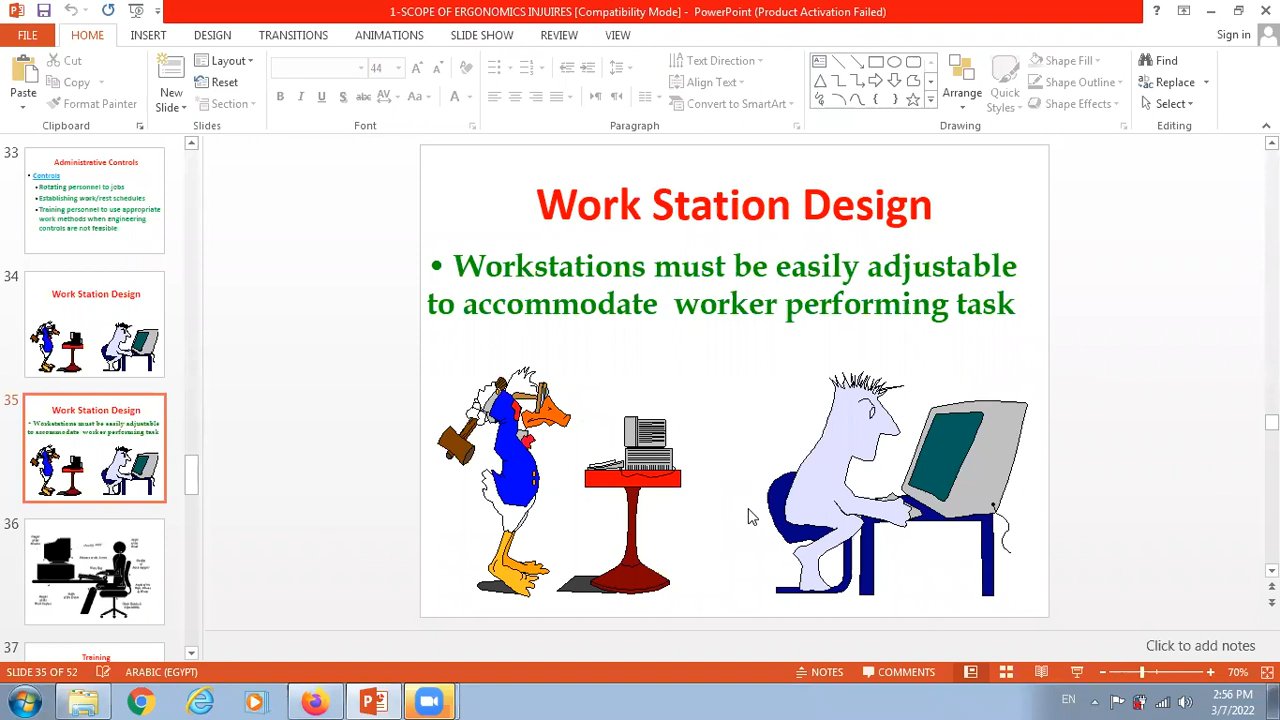 1-SCOPE OF ERGONOMICS INJUIRES [Compatibility Mode] - PowerPoint (Product Activation Failed)
FILE HOME INSERT DESIGN TRANSITIONS ANIMATIONS SLIDE SHOW REVIEW VIEW Sign in
Paste
Cut
Copy
Format Painter
Clipboard
New
Slide
Layout
Reset
Section
Slides
44
Font
Text Direction
Align Text
Convert to SmartArt
Paragraph
Arrange
Quick
Styles
Shape Fill
Shape Outline
Shape Effects
Drawing
Find
Replace
Select
Editing
33
Administrative Controls
• Controls
• Rotating personnel to jobs
• Establishing work/rest schedules
• Training personnel to use appropriate
work methods when engineering
controls are not feasible
34
Work Station Design
35
Work Station Design
• Workstations must be easily adjustable
to accommodate worker performing task
36
37
Training
Work Station Design
• Workstations must be easily adjustable
to accommodate worker performing task
Click to add notes
SLIDE 35 OF 52 ARABIC (EGYPT) NOTES COMMENTS 70%
EN 2:56 PM
3/7/2022